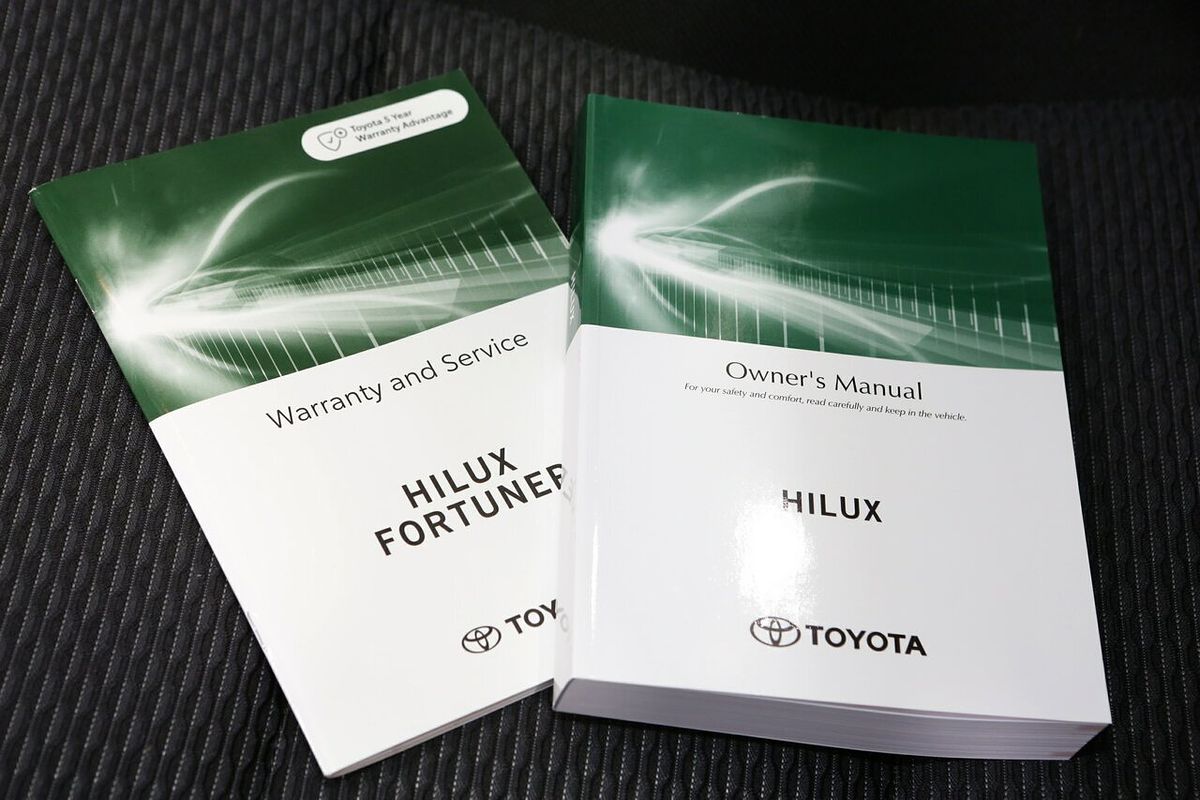 Toyota 5 Year
Warranty Advantage
Warranty and Service
HILUX
FORTUNER
TOY
Owner's Manual
For your safety and comfort, read carefully and keep in the vehicle.
HILUX
TOYOTA